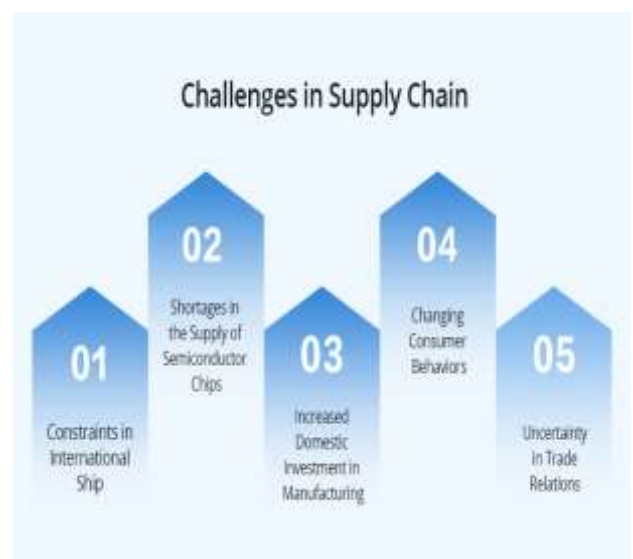 Challenges in Supply Chain
01
Constraints in
International
Ship
02
Shortages in
the Supply of
Semiconductor
Chips
03
Increased
Domestic
Investment in
Manufacturing
04
Changing
Consumer
Behaviors
05
Uncertainty
in Trade
Relations